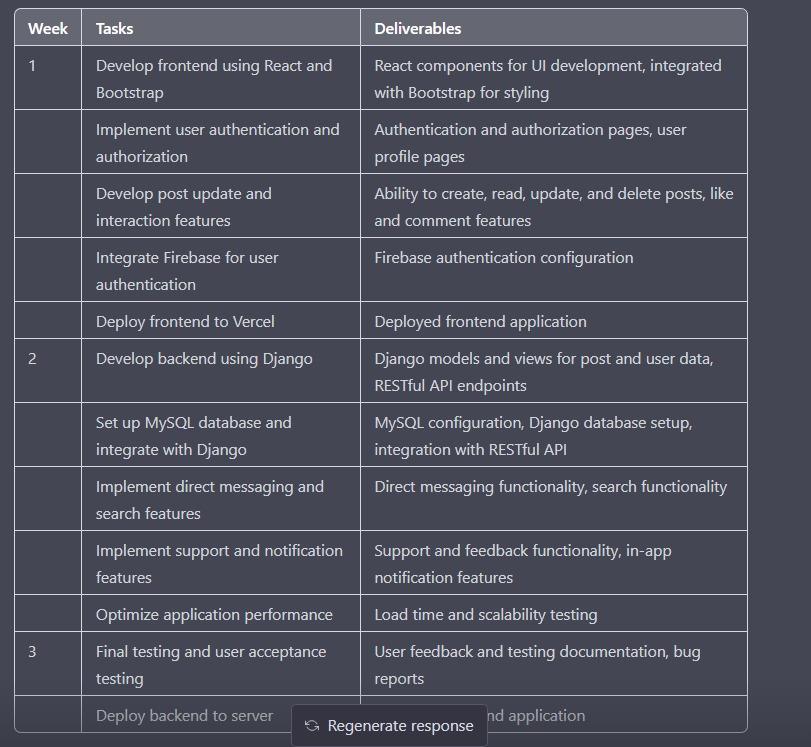 Week Tasks Deliverables
1 Develop frontend using React and React components for UI development, integrated
Bootstrap with Bootstrap for styling
Implement user authentication and Authentication and authorization pages, user
authorization profile pages
Develop post update and Ability to create, read, update, and delete posts, like
interaction features and comment features
Integrate Firebase for user Firebase authentication configuration
authentication
Deploy frontend to Vercel Deployed frontend application
2 Develop backend using Django Django models and views for post and user data,
RESTful API endpoints
Set up MySQL database and MySQL configuration, Django database setup,
integrate with Django integration with RESTful API
Implement direct messaging and Direct messaging functionality, search functionality
search features
Implement support and notification Support and feedback functionality, in-app
features notification features
Optimize application performance Load time and scalability testing
3 Final testing and user acceptance User feedback and testing documentation, bug
testing reports
Deploy backend to server nd application
Regenerate response